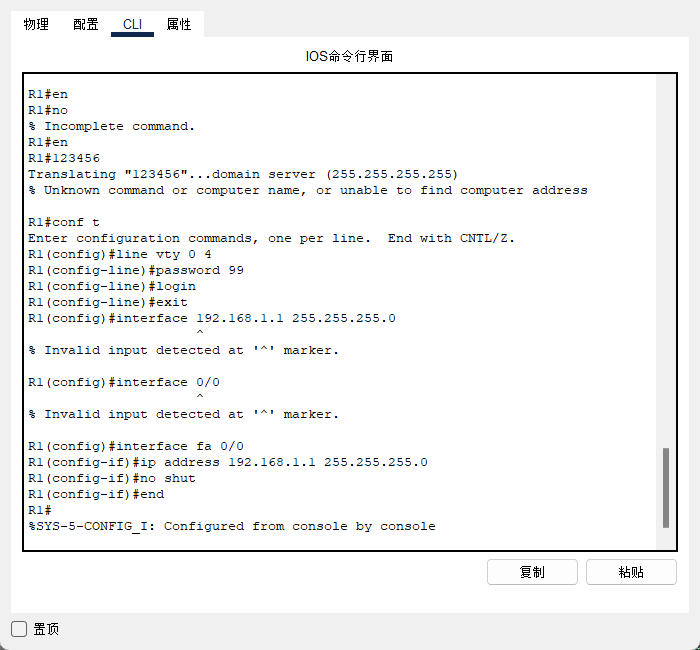 物理 配置 CLI 属性
IOS命令行界面
R1#en
R1#no
% Incomplete command.
R1#en
R1#123456
Translating "123456"...domain server (255.255.255.255)
% Unknown command or computer name, or unable to find computer address
R1#conf t
Enter configuration commands, one per line.  End with CNTL/Z.
R1(config)#line vty 0 4
R1(config-line)#password 99
R1(config-line)#login
R1(config-line)#exit
R1(config)#interface 192.168.1.1 255.255.255.0
^
% Invalid input detected at '^' marker.
R1(config)#interface 0/0
^
% Invalid input detected at '^' marker.
R1(config)#interface fa 0/0
R1(config-if)#ip address 192.168.1.1 255.255.255.0
R1(config-if)#no shut
R1(config-if)#end
R1#
%SYS-5-CONFIG_I: Configured from console by console
复制 粘贴
置顶